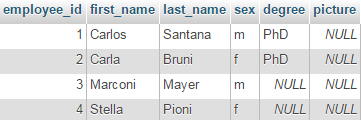 employee_id first_name last_name sex degree picture
1 Carlos Santana m PhD NULL
2 Carla Bruni f PhD NULL
3 Marconi Mayer m NULL NULL
4 Stella Pioni f NULL NULL